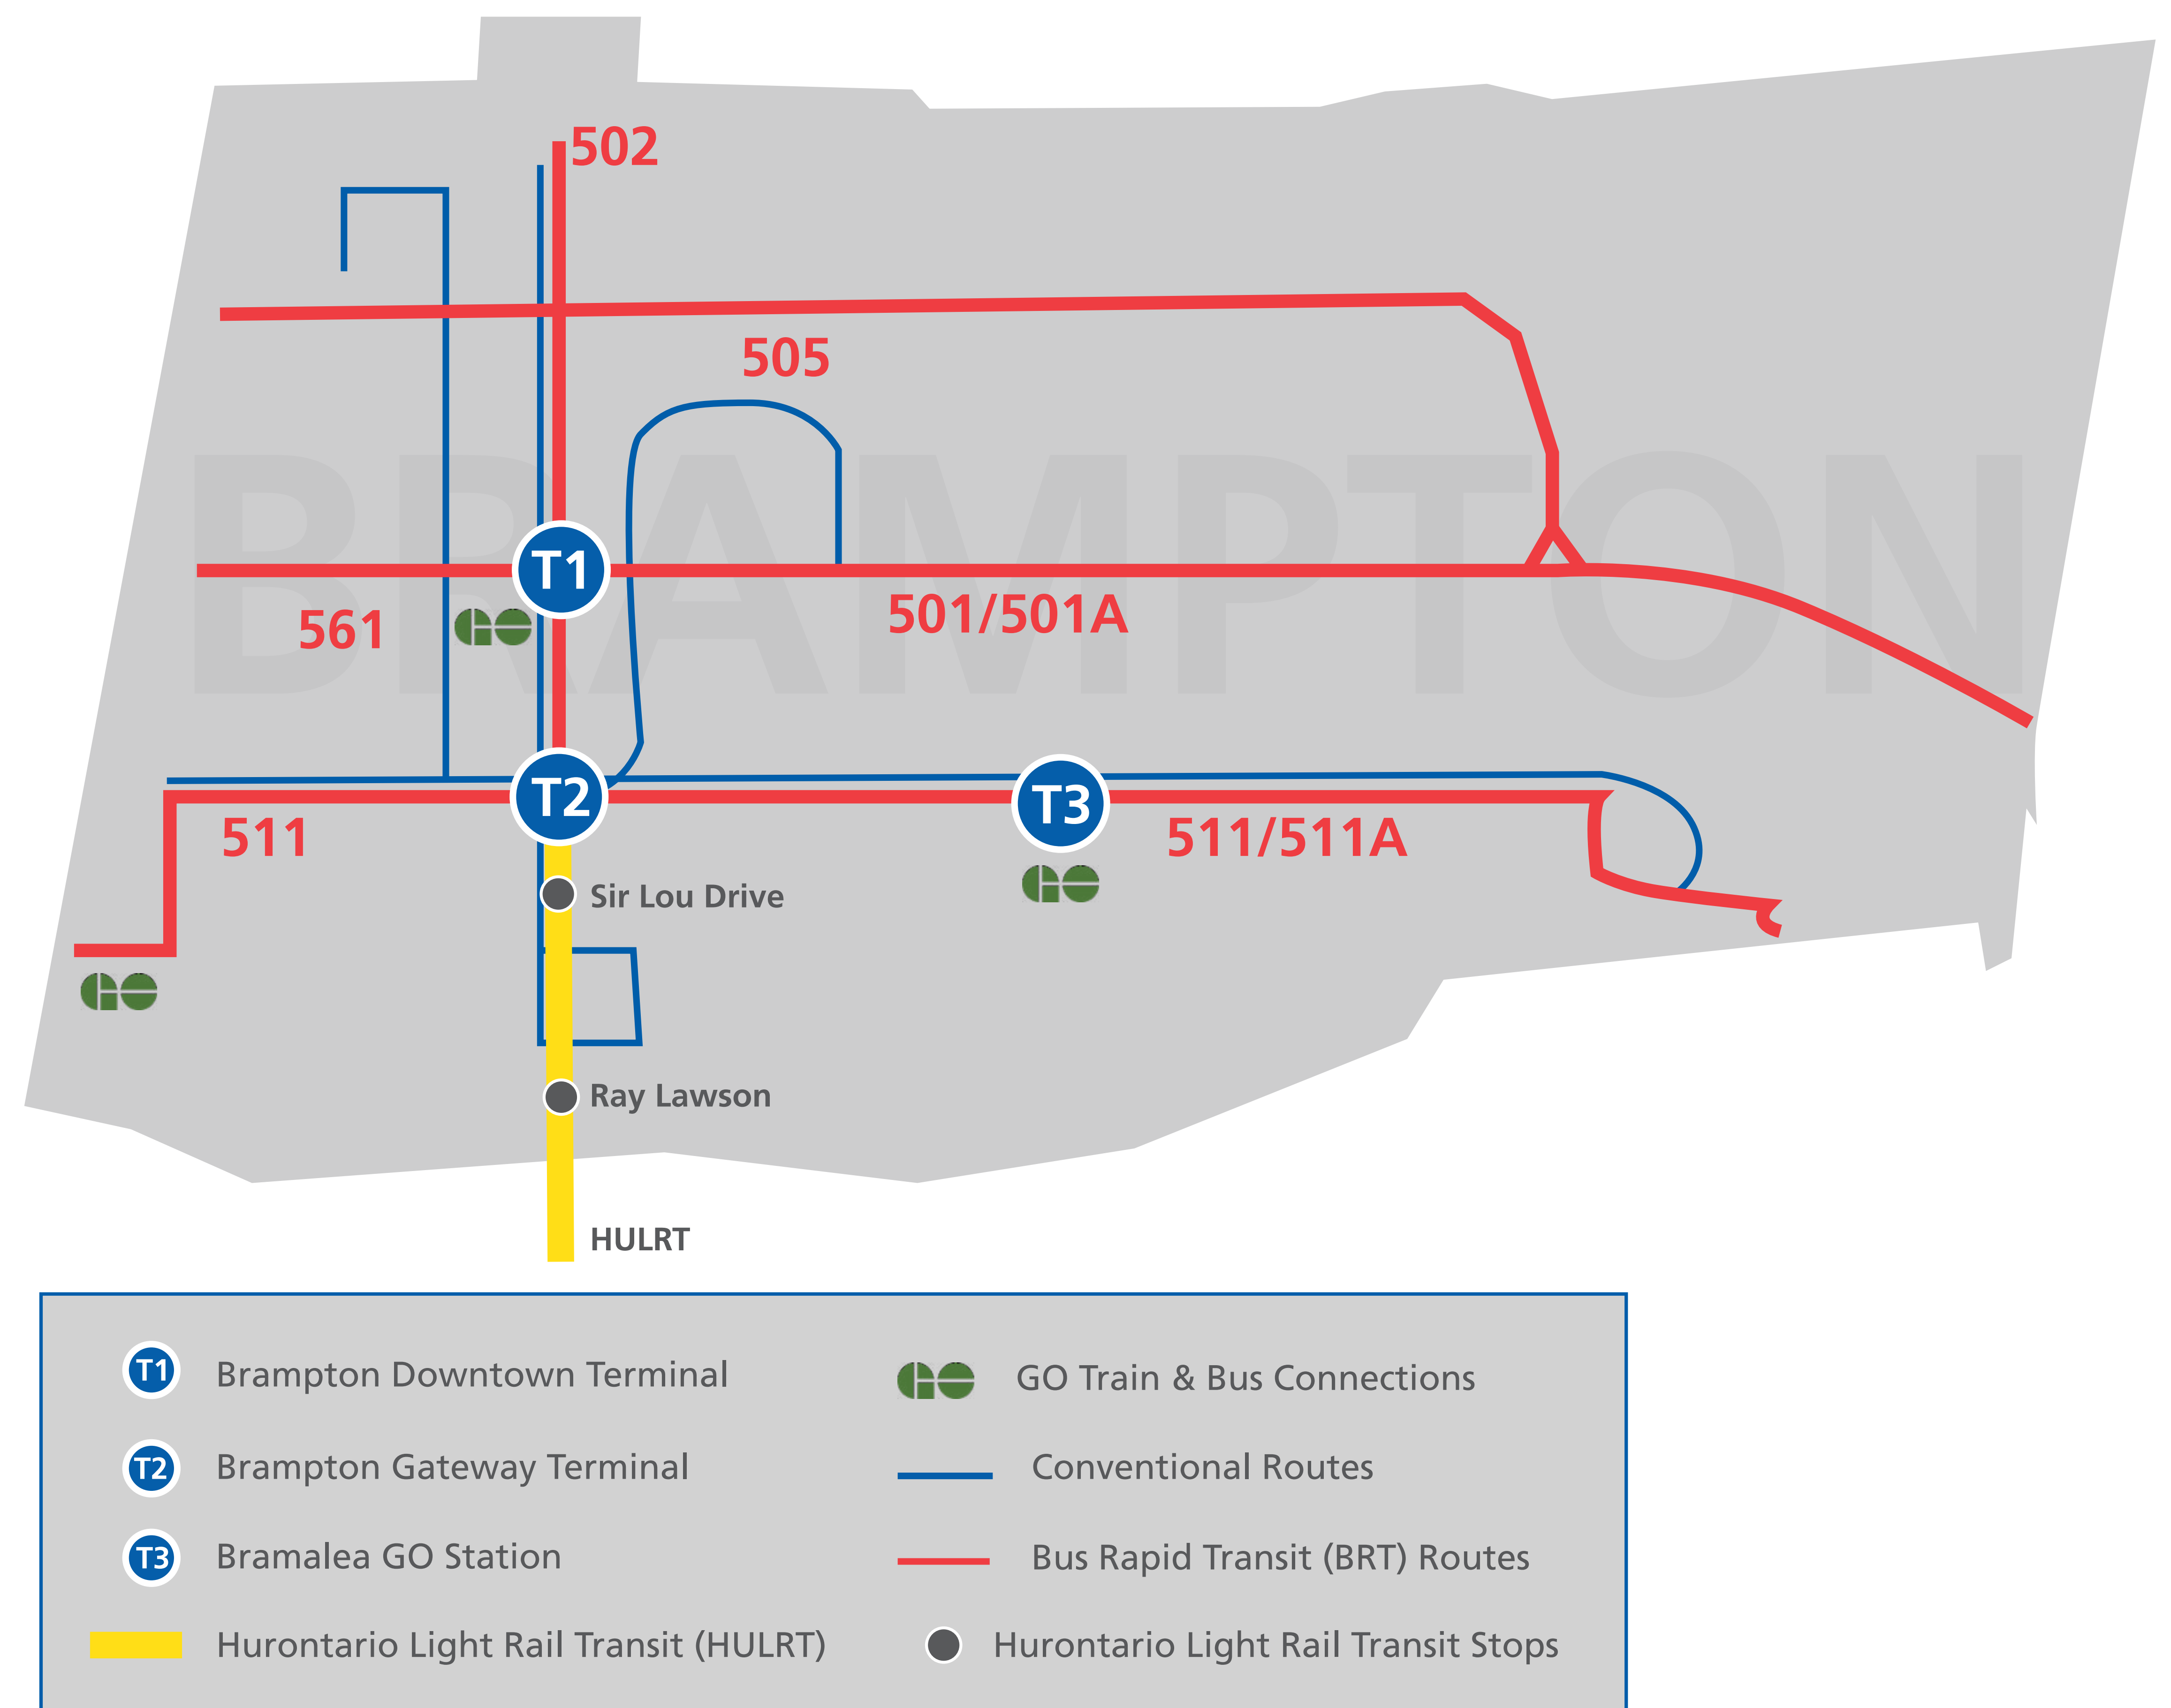 502
505
BRAMPTON
T1
501/501A
561
T2
T3
511
511/511A
Sir Lou Drive
Ray Lawson
HULRT
T1 Brampton Downtown Terminal
GO Train & Bus Connections
T2 Brampton Gateway Terminal
Conventional Routes
T3 Bramalea GO Station
Bus Rapid Transit (BRT) Routes
Hurontario Light Rail Transit (HULRT)
Hurontario Light Rail Transit Stops